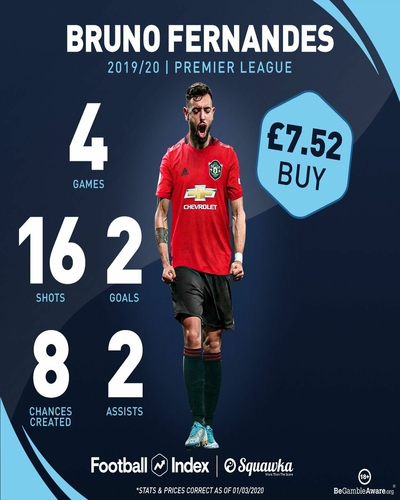 BRUNO FERNANDES
2019/20 | PREMIER LEAGUE
4
GAMES
£7.52
BUY
16
SHOTS
2
GOALS
8
CHANCES
CREATED
2
ASSISTS
CHEVROLET
Football Index | Squawka
*STATS & PRICES CORRECT AS OF 01/03/2020
18+
BeGambleAware.org